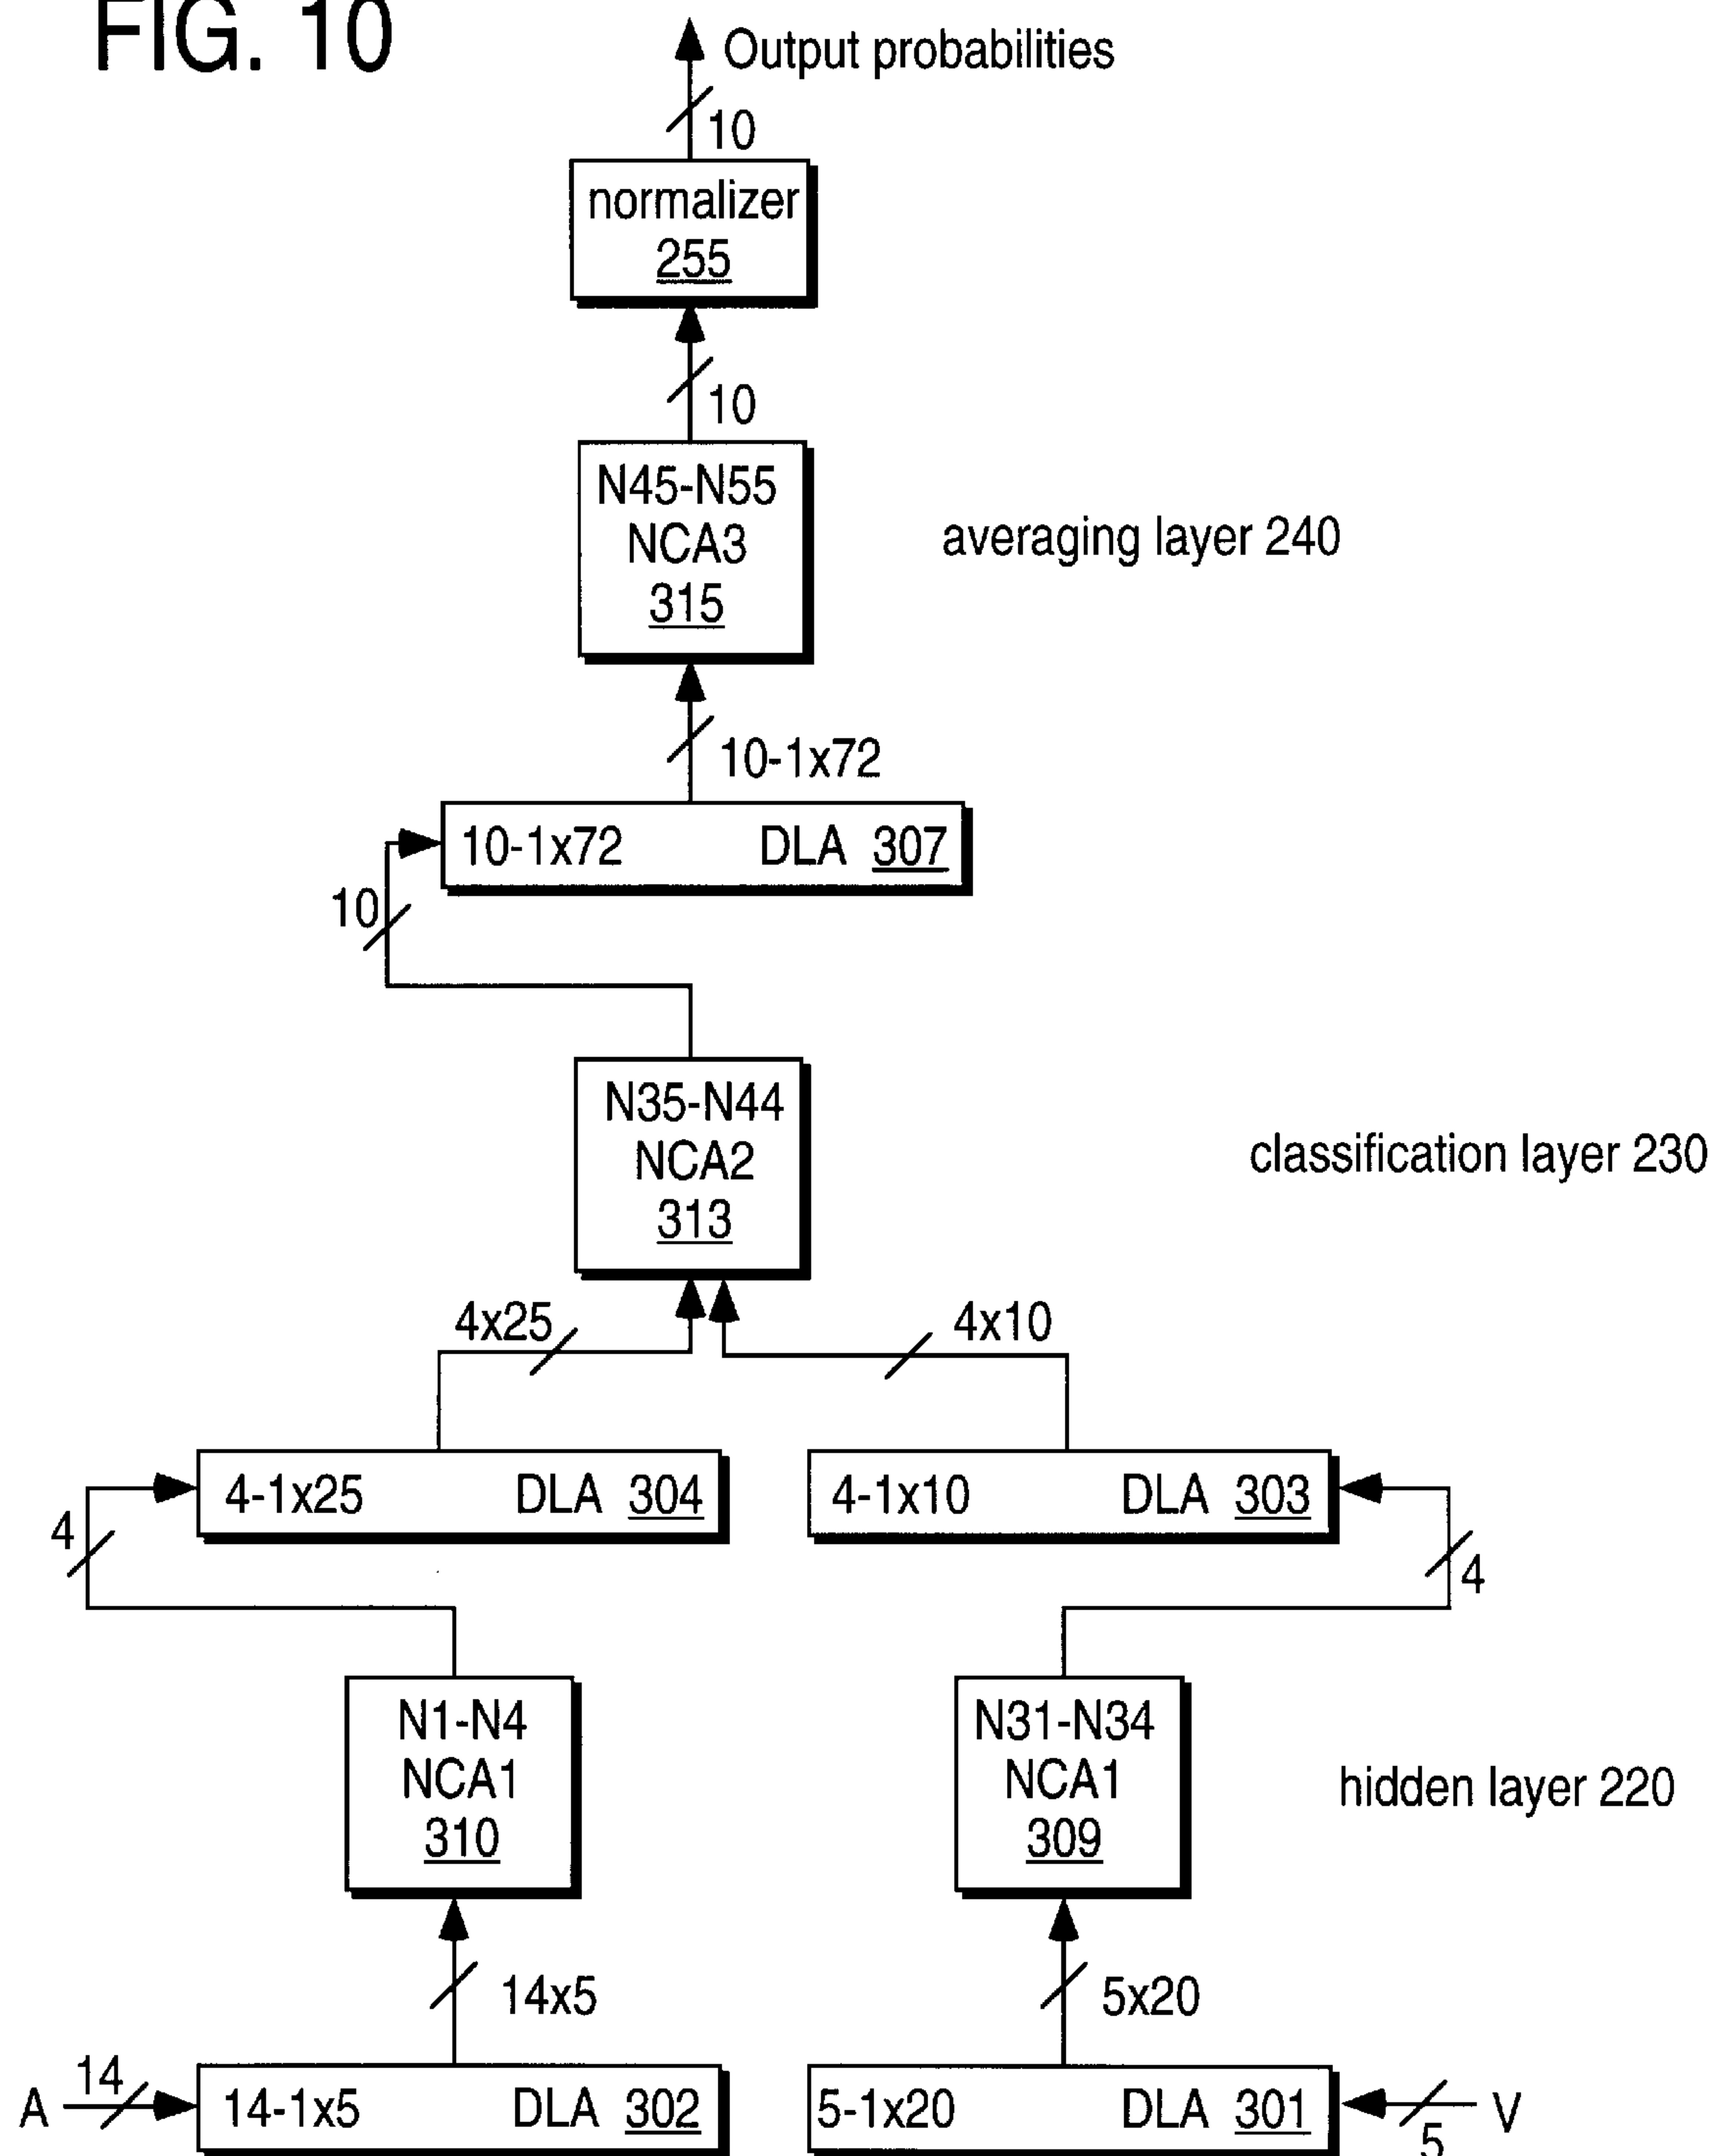 FIG. 10
Output probabilities
10
normalizer
255
10
N45-N55
NCA3
315
averaging layer 240
10-1x72
10-1x72 DLA 307
10
N35-N44
NCA2
313
classification layer 230
4x25
4x10
4-1x25 DLA 304
4-1x10 DLA 303
4
4
N1-N4
NCA1
310
N31-N34
NCA1
309
hidden layer 220
14x5
5x20
A
14
14-1x5 DLA 302
5-1x20 DLA 301
5
V